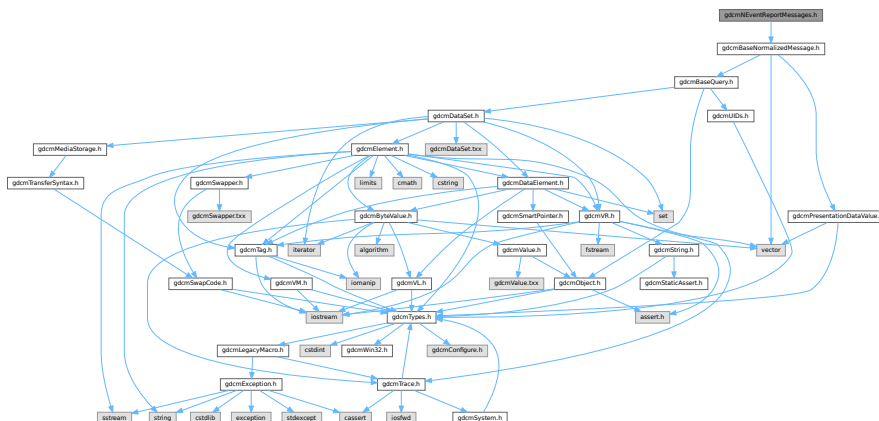 gdcmNEventReportMessages.h
gdcmBaseNormalizedMessage.h
gdcmBaseQuery.h
gdcmDataSet.h
gdcmUIDs.h
gdcmMediaStorage.h
gdcmElement.h
gdcmDataSet.txx
gdcmTransferSyntax.h
gdcmSwapper.h
limits
cmath
cstring
gdcmDataElement.h
gdcmSwapper.txx
gdcmByteValue.h
gdcmSmartPointer.h
gdcmVR.h
set
gdcmPresentationDataValue.h
gdcmTag.h
iterator
algorithm
gdcmValue.h
fstream
gdcmString.h
vector
gdcmSwapCode.h
gdcmVM.h
iomanip
gdcmVL.h
gdcmValue.txx
gdcmObject.h
gdcmStaticAssert.h
iostream
gdcmTypes.h
assert.h
gdcmLegacyMacro.h
cstdint
gdcmWin32.h
gdcmConfigure.h
gdcmException.h
gdcmTrace.h
sstream
string
cstdlib
exception
stdexcept
cassert
iosfwd
gdcmSystem.h